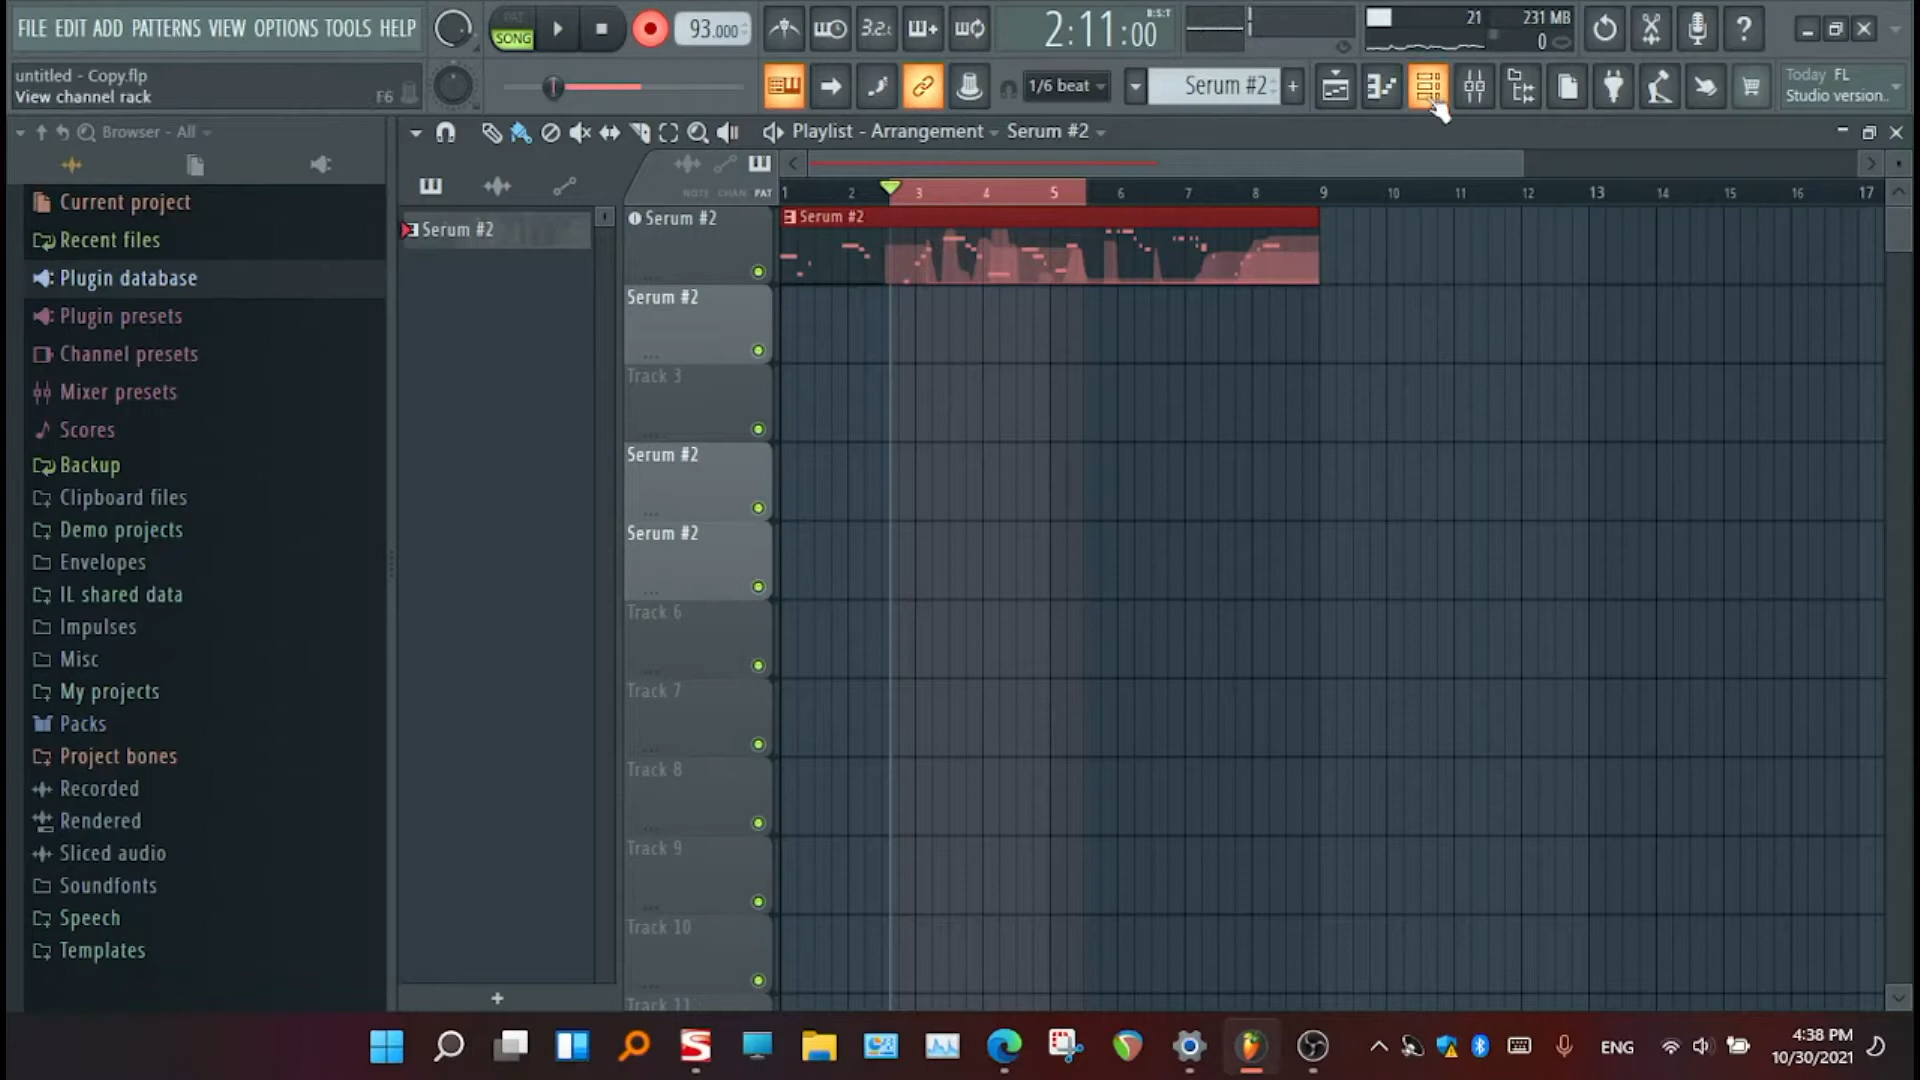 FILE EDIT ADD PATTERNS VIEW OPTIONS TOOLS HELP
PAT
SONG
93.000
3.2
2:11:00
B:S:T
21
231 MB
0
untitled - Copy.flp
View channel rack
F6
1/6 beat
Serum #2
+
Today FL
Studio version..
Browser - All
Playlist - Arrangement
Serum #2
NOTE CHAN PAT
1 2 3 4 5 6 7 8 9 10 11 12 13 14 15 16 17
Current project
Recent files
Plugin database
Plugin presets
Channel presets
Mixer presets
Scores
Backup
Clipboard files
Demo projects
Envelopes
IL shared data
Impulses
Misc
My projects
Packs
Project bones
Recorded
Rendered
Sliced audio
Soundfonts
Speech
Templates
Serum #2
+
Serum #2
Serum #2
Serum #2
Track 3
Serum #2
Serum #2
Track 6
Track 7
Track 8
Track 9
Track 10
Track 11
ENG
4:38 PM
10/30/2021